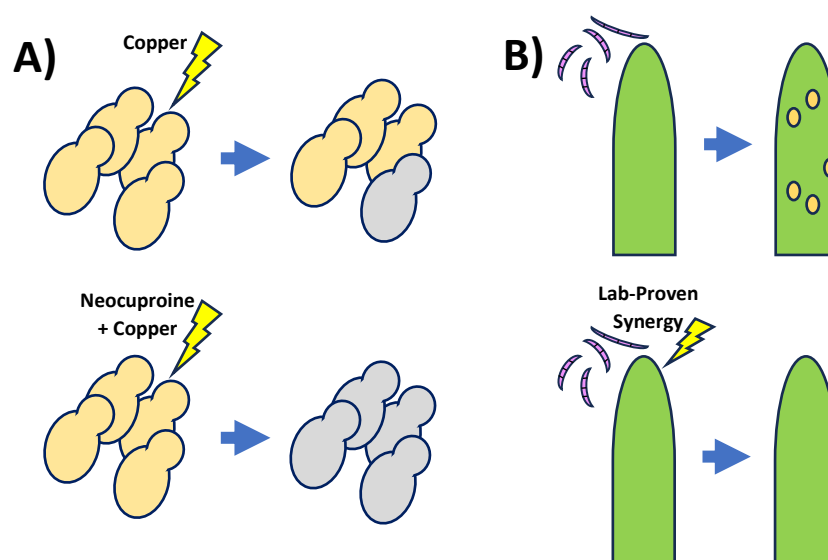 A)
Copper
Neocuproine
+ Copper
B)
Lab-Proven
Synergy